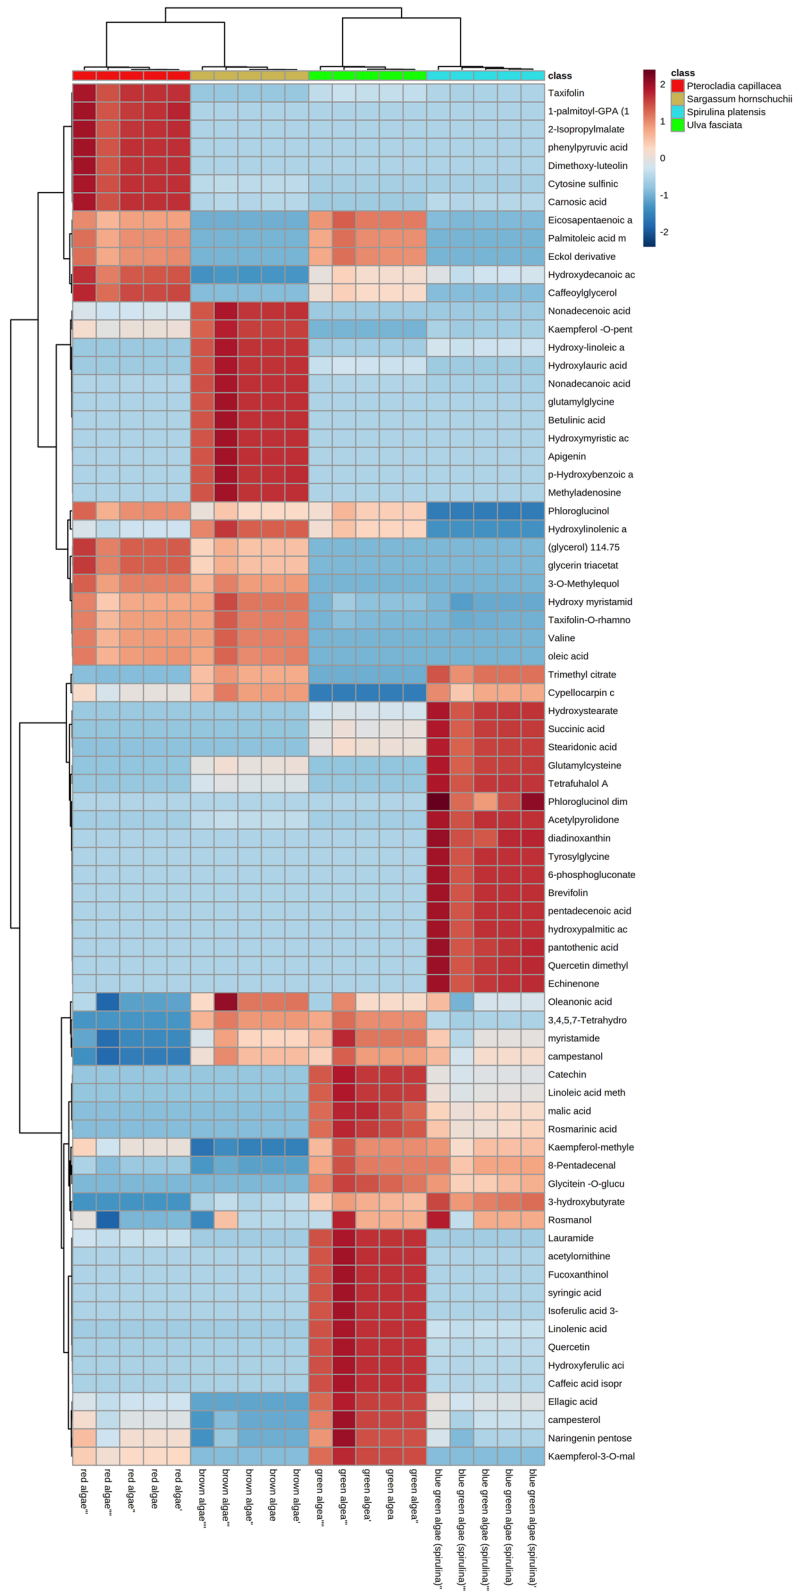 class
Taxifolin
1-palmitoyl-GPA (1
2-Isopropylmalate
phenylpyruvic acid
Dimethoxy-luteolin
Cytosine sulfinic
Carnosic acid
Eicosapentaenoic a
Palmitoleic acid m
Eckol derivative
Hydroxydecanoic ac
Caffeoylglycerol
Nonadecenoic acid
Kaempferol -O-pent
Hydroxy-linoleic a
Hydroxylauric acid
Nonadecanoic acid
glutamylglycine
Betulinic acid
Hydroxymyristic ac
Apigenin
p-Hydroxybenzoic a
Methyladenosine
Phloroglucinol
Hydroxylinolenic a
(glycerol) 114.75
glycerin triacetat
3-O-Methylequol
Hydroxy myristamid
Taxifolin-O-rhamno
Valine
oleic acid
Trimethyl citrate
Cypellocarpin c
Hydroxystearate
Succinic acid
Stearidonic acid
Glutamylcysteine
Tetrafuhalol A
Phloroglucinol dim
Acetylpyrolidone
diadinoxanthin
Tyrosylglycine
6-phosphogluconate
Brevifolin
pentadecenoic acid
hydroxypalmitic ac
pantothenic acid
Quercetin dimethyl
Echinenone
Oleanonic acid
3,4,5,7-Tetrahydro
myristamide
campestanol
Catechin
Linoleic acid meth
malic acid
Rosmarinic acid
Kaempferol-methyle
8-Pentadecenal
Glycitein -O-glucu
3-hydroxybutyrate
Rosmanol
Lauramide
acetylornithine
Fucoxanthinol
syringic acid
Isoferulic acid 3-
Linolenic acid
Quercetin
Hydroxyferulic aci
Caffeic acid isopr
Ellagic acid
campesterol
Naringenin pentose
Kaempferol-3-O-mal
2
1
0
-1
-2
class
Pterocladia capillacea
Sargassum hornschuchii
Spirulina platensis
Ulva fasciata
red algae'''
red algae''''
red algae''
red algae
red algae'
brown algae''''
brown algae'''
brown algae''
brown algae
brown algae'
green algea''''
green algea'''
green algea'
green algea
green algea''
blue green algae (spirulina)''
blue green algae (spirulina)''''
blue green algae (spirulina)'''
blue green algae (spirulina)
blue green algae (spirulina)'